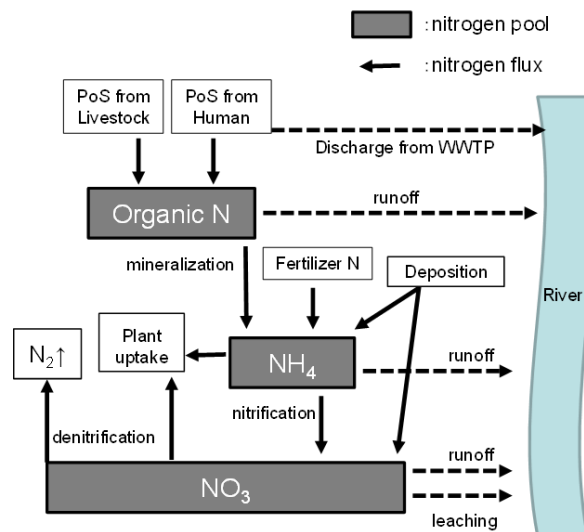 :nitrogen pool
:nitrogen flux
PoS from
Livestock
PoS from
Human
Discharge from WWTP
Organic N
runoff
mineralization
Fertilizer N
Deposition
River
N₂↑
Plant
uptake
NH₄
runoff
nitrification
denitrification
runoff
NO₃
leaching